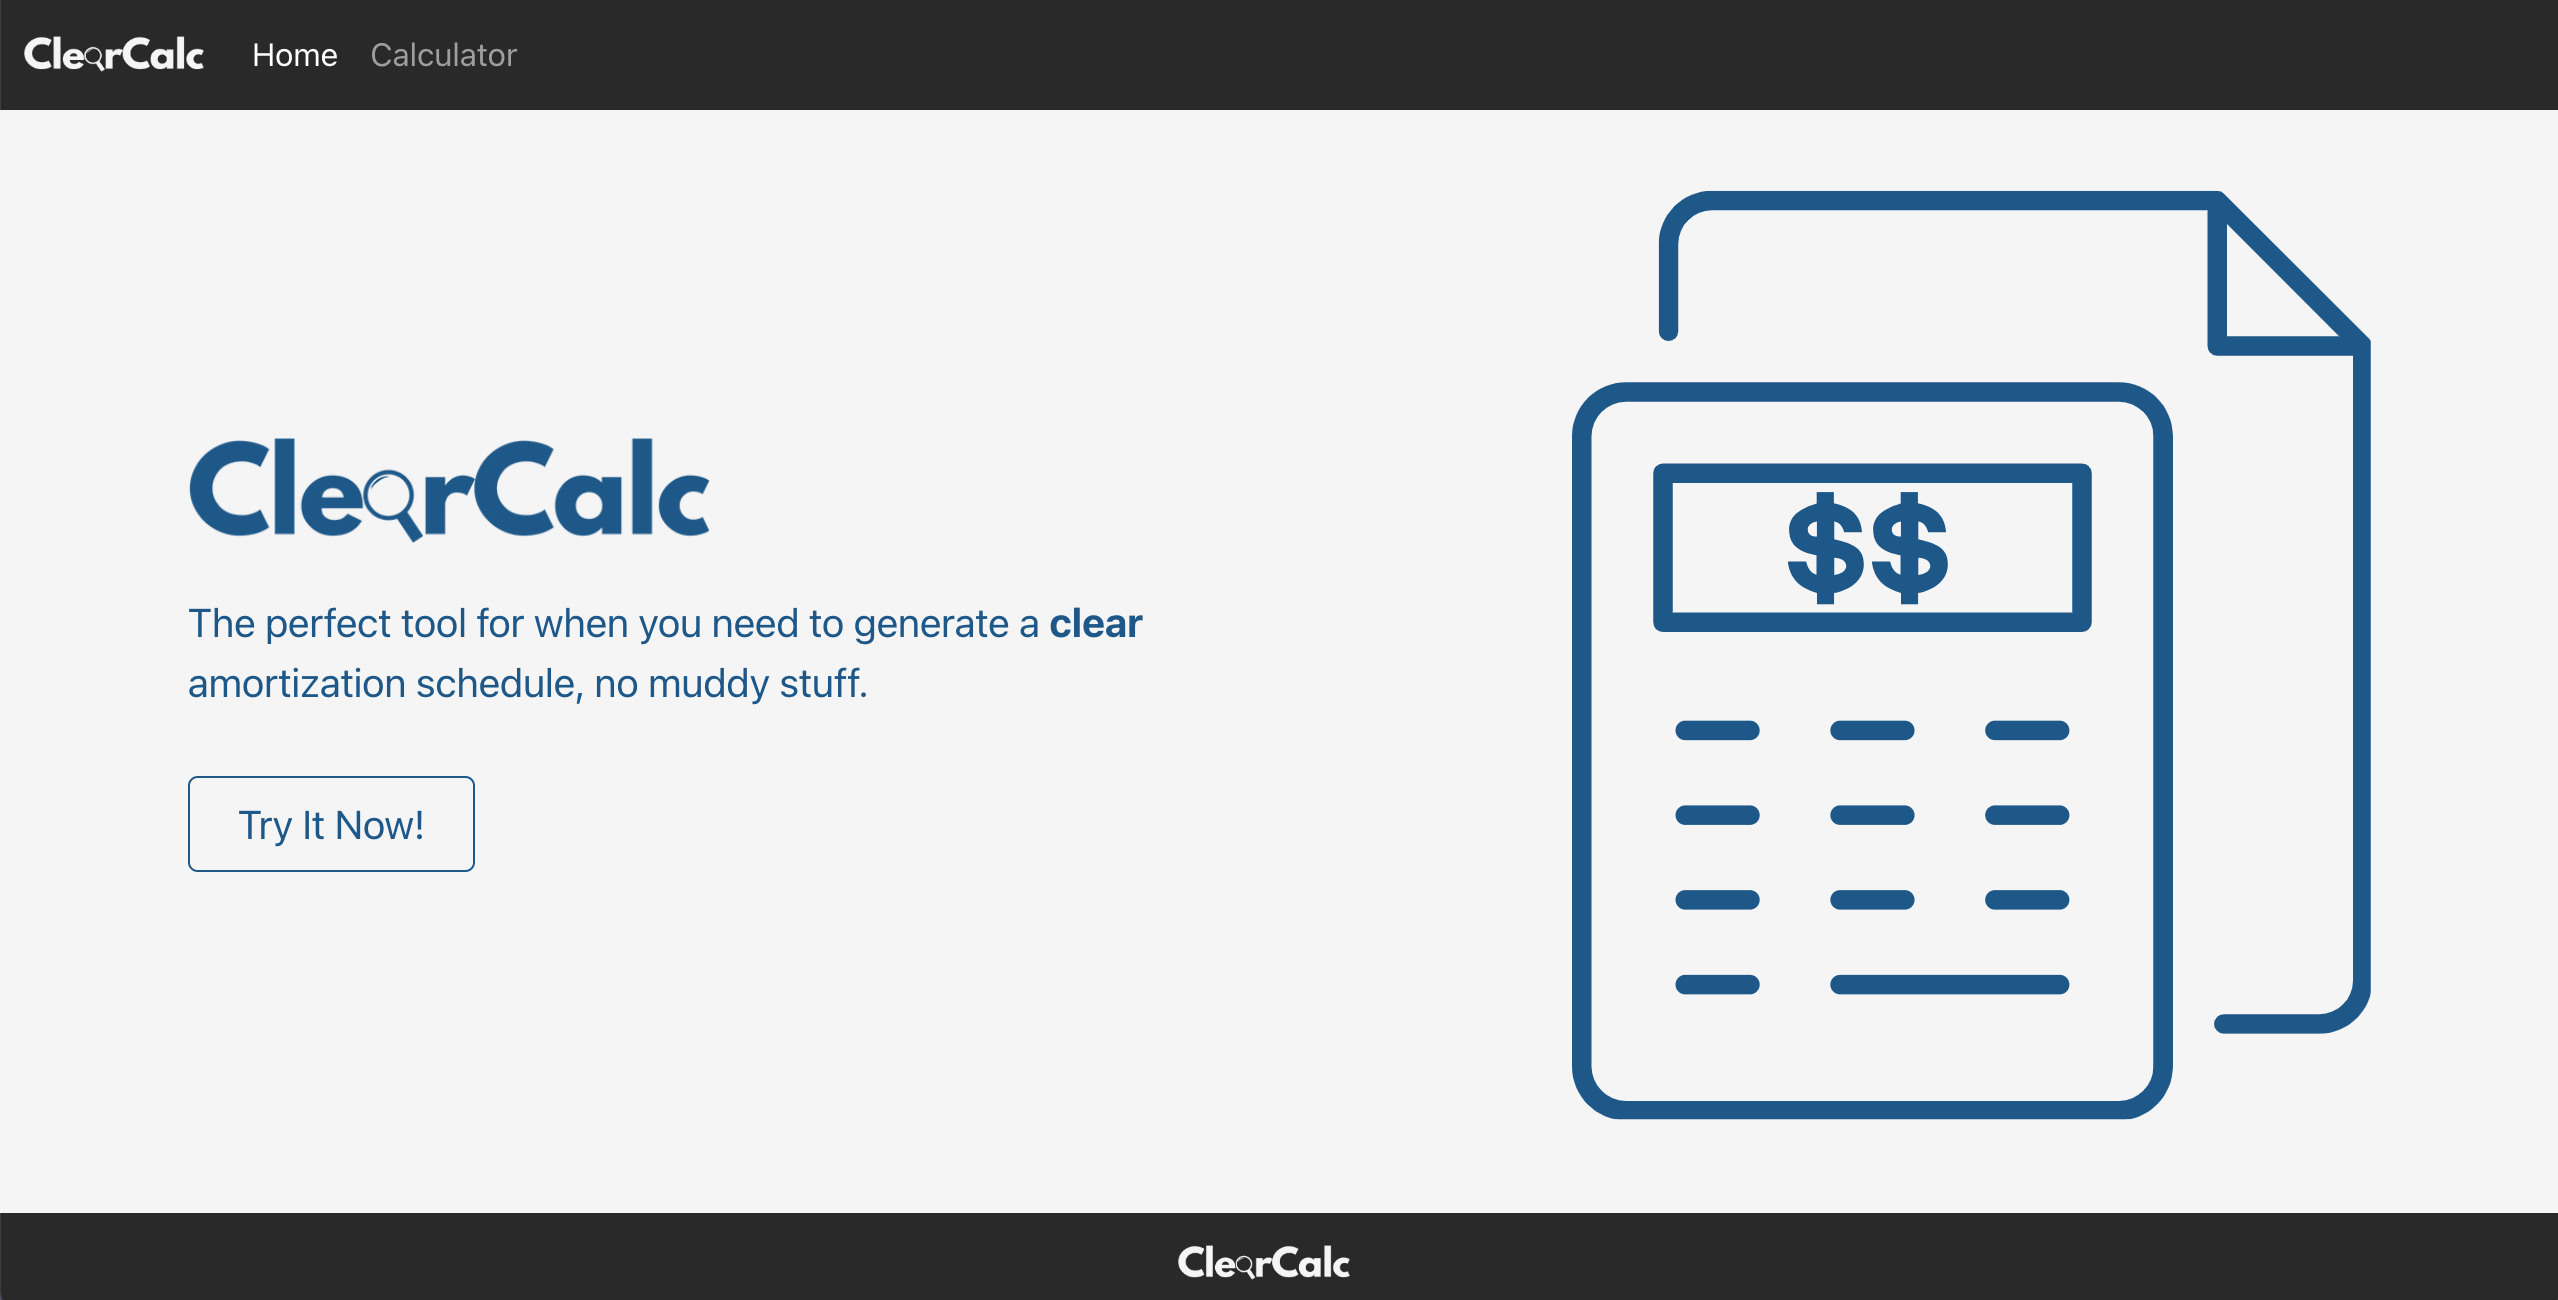 ClearCalc Home Calculator
ClearCalc
The perfect tool for when you need to generate a clear
amortization schedule, no muddy stuff.
Try It Now!
$$
ClearCalc